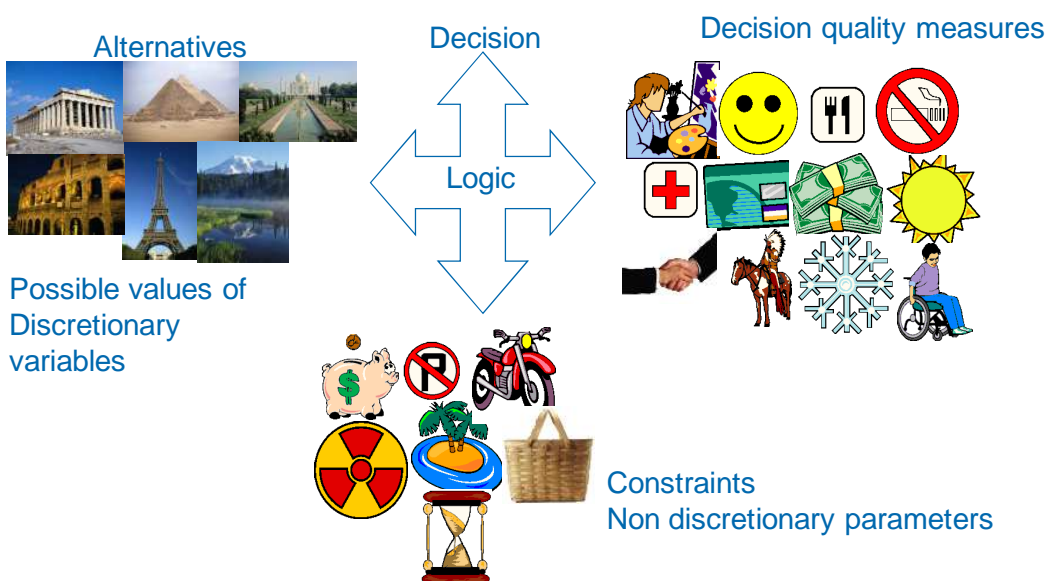 Alternatives
Decision
Decision quality measures
Logic
Possible values of
Discretionary
variables
$
P
Constraints
Non discretionary parameters